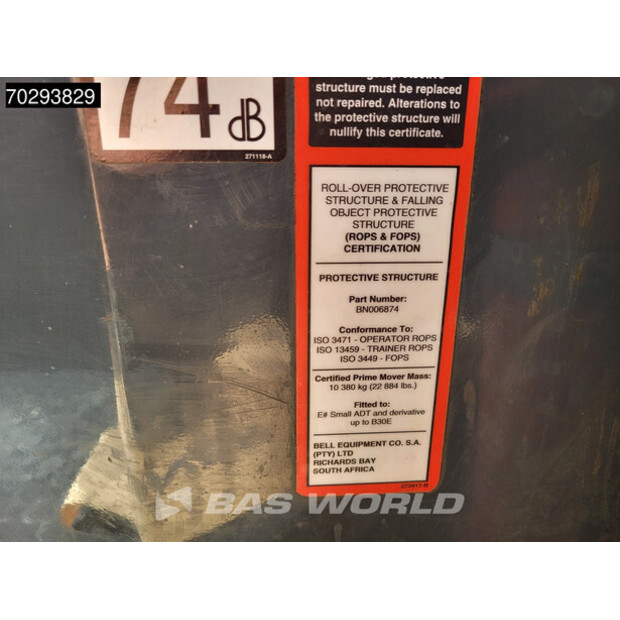 70293829
74 dB
271118-A
structure must be replaced
not repaired. Alterations to
the protective structure will
nullify this certificate.
ROLL-OVER PROTECTIVE
STRUCTURE & FALLING
OBJECT PROTECTIVE
STRUCTURE
(ROPS & FOPS)
CERTIFICATION
PROTECTIVE STRUCTURE
Part Number:
BN006874
Conformance To:
ISO 3471 - OPERATOR ROPS
ISO 13459 - TRAINER ROPS
ISO 3449 - FOPS
Certified Prime Mover Mass:
10 380 kg (22 884 lbs.)
Fitted to:
E# Small ADT and derivative
up to B30E
BELL EQUIPMENT CO. S.A.
(PTY) LTD
RICHARDS BAY
SOUTH AFRICA
BAS WORLD